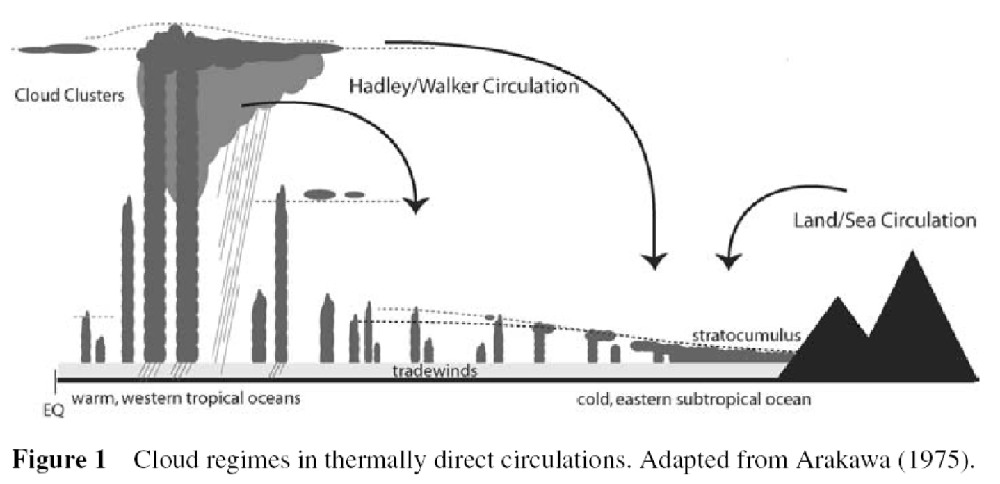 Cloud Clusters
Hadley/Walker Circulation
Land/Sea Circulation
stratocumulus
tradewinds
EQ
warm, western tropical oceans
cold, eastern subtropical ocean
Figure 1 Cloud regimes in thermally direct circulations. Adapted from Arakawa (1975).